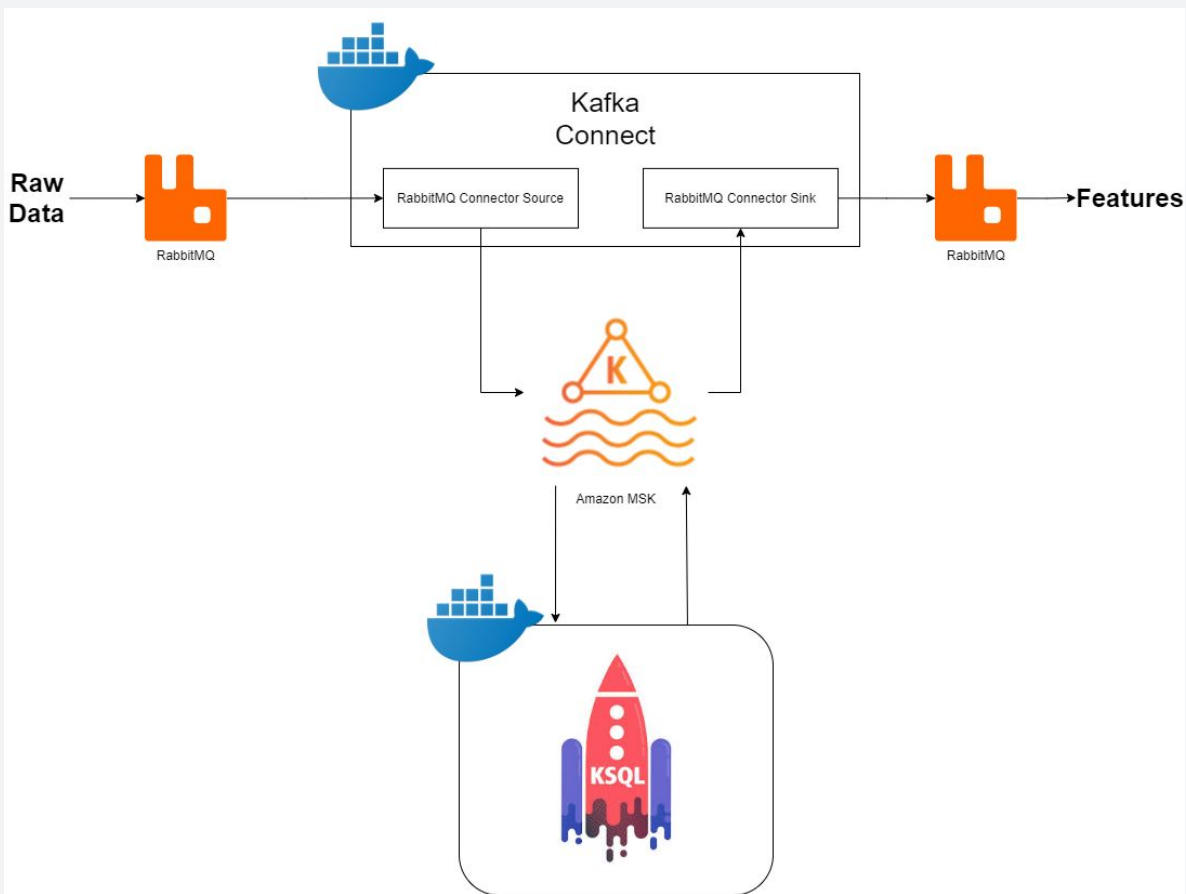 Kafka
Connect
Raw
Data
RabbitMQ Connector Source
RabbitMQ Connector Sink
Features
RabbitMQ
RabbitMQ
K
Amazon MSK
KSQL